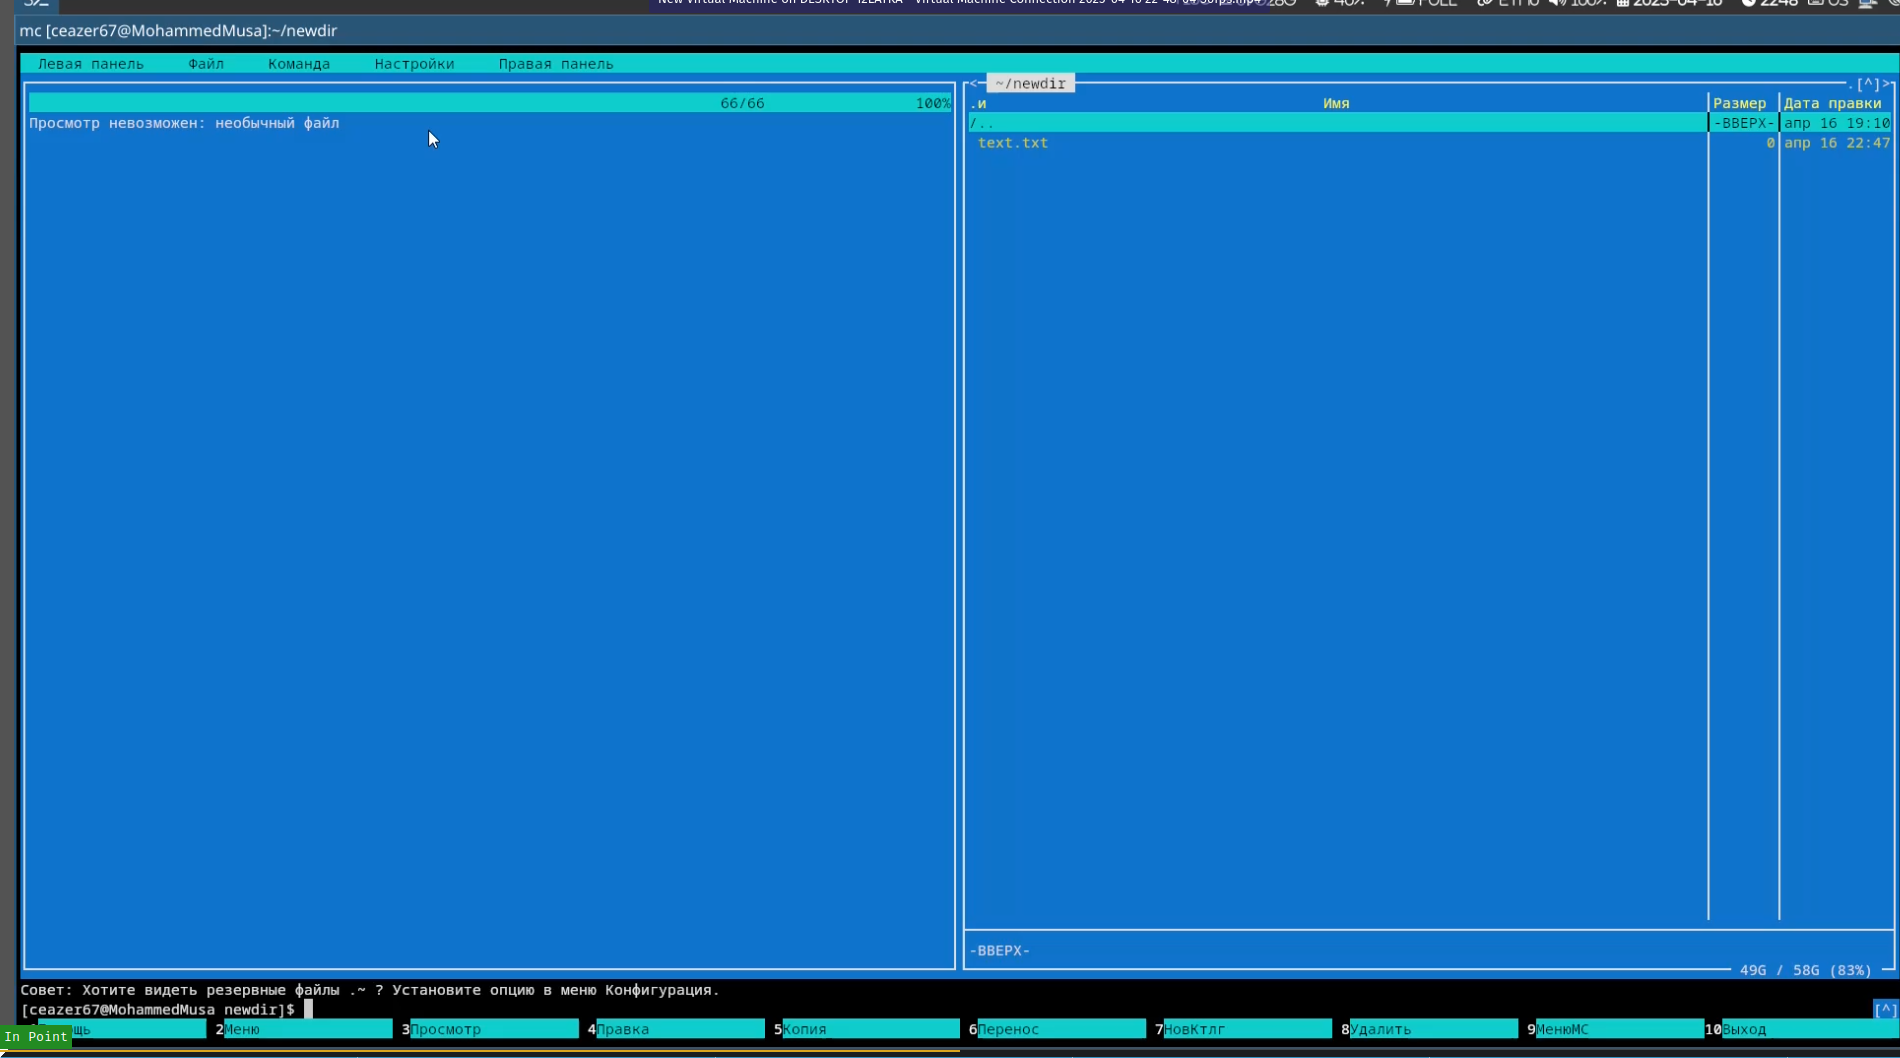 mc [ceazer67@MohammedMusa]:~/newdir
Левая панель Файл Команда Настройки Правая панель
66/66 100%
Просмотр невозможен: необычный файл
<─ ~/newdir .[^]>
.и Имя Размер Дата правки
/.. -ВВЕРХ- апр 16 19:10
text.txt 0 апр 16 22:47
-ВВЕРХ-
49G / 58G (83%)
Совет: Хотите видеть резервные файлы .~ ? Установите опцию в меню Конфигурация.
[ceazer67@MohammedMusa newdir]$ [^]
2Меню 3Просмотр 4Правка 5Копия 6Перенос 7НовКтлг 8Удалить 9МенюMC 10Выход
In Point